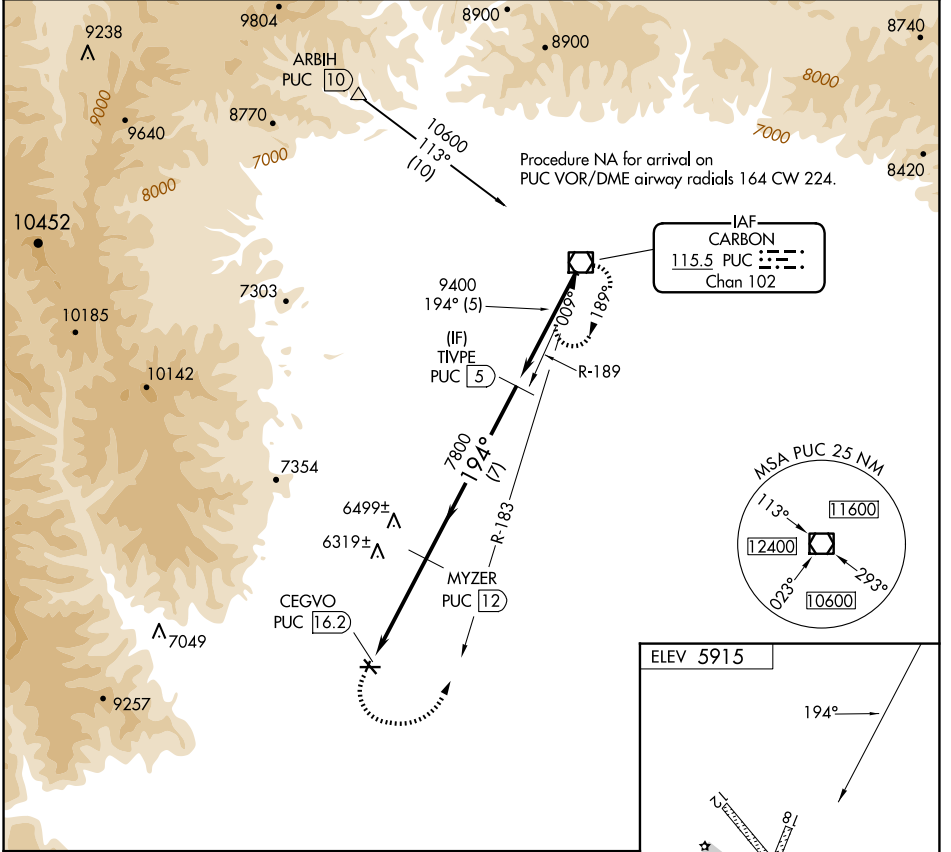 9238
9804
8900
8900
8740
ARBIH
PUC 10
8770
9640
9000
8000
7000
10600
113°
(10)
8000
7000
8420
Procedure NA for arrival on
PUC VOR/DME airway radials 164 CW 224.
10452
IAF
CARBON
115.5 PUC
Chan 102
7303
9400
194° (5)
009°
189°
10185
(IF)
TIVPE
PUC 5
R-189
10142
7800
194°
(7)
7354
R-183
6499±
6319±
MYZER
PUC 12
CEGVO
PUC 16.2
7049
9257
MSA PUC 25 NM
113°
11600
12400
023°
293°
10600
ELEV 5915
194°
12
18